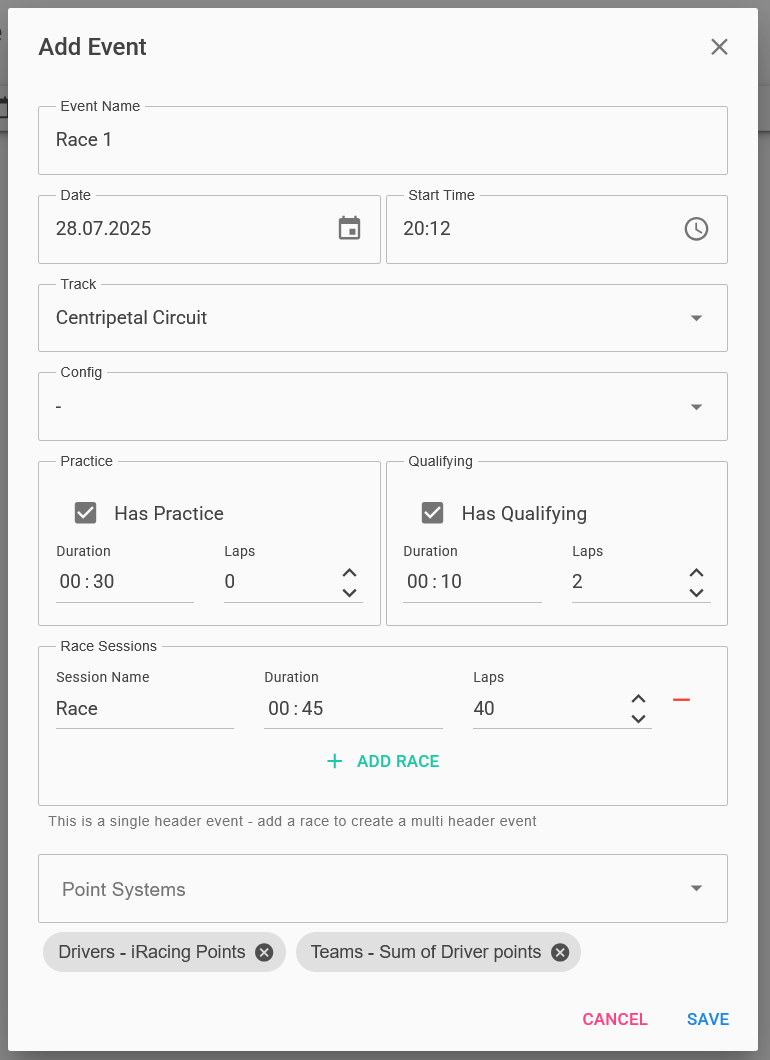 Add Event
Event Name
Race 1
Date
Start Time
28.07.2025
20:12
Track
Centripetal Circuit
Config
-
Practice
Qualifying
Has Practice
Has Qualifying
Duration
Laps
Duration
Laps
00 : 30
0
00 : 10
2
Race Sessions
Session Name
Duration
Laps
Race
00 : 45
40
+ ADD RACE
This is a single header event - add a race to create a multi header event
Point Systems
Drivers - iRacing Points
Teams - Sum of Driver points
CANCEL
SAVE